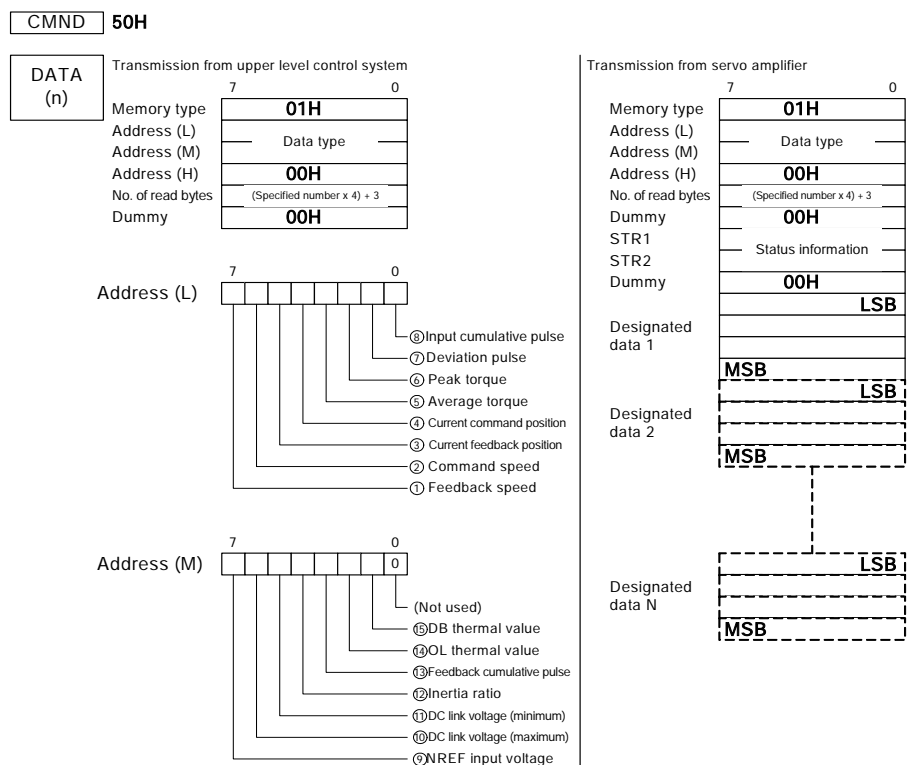 CMND 50H
DATA
(n)
Transmission from upper level control system
7 0
Memory type 01H
Address (L)
Data type
Address (M)
Address (H) 00H
No. of read bytes (Specified number x 4) + 3
Dummy 00H
Address (L)
7 0
⑧Input cumulative pulse
⑦Deviation pulse
⑥ Peak torque
⑤ Average torque
④ Current command position
③ Current feedback position
② Command speed
① Feedback speed
Address (M)
7 0
0
(Not used)
⑮DB thermal value
⑭OL thermal value
⑬Feedback cumulative pulse
⑫Inertia ratio
⑪DC link voltage (minimum)
⑩DC link voltage (maximum)
⑨NREF input voltage
Transmission from servo amplifier
7 0
Memory type 01H
Address (L)
Data type
Address (M)
Address (H) 00H
No. of read bytes (Specified number x 4) + 3
Dummy 00H
STR1
Status information
STR2
Dummy 00H
LSB
Designated
data 1
MSB
LSB
Designated
data 2
MSB
LSB
Designated
data N
MSB